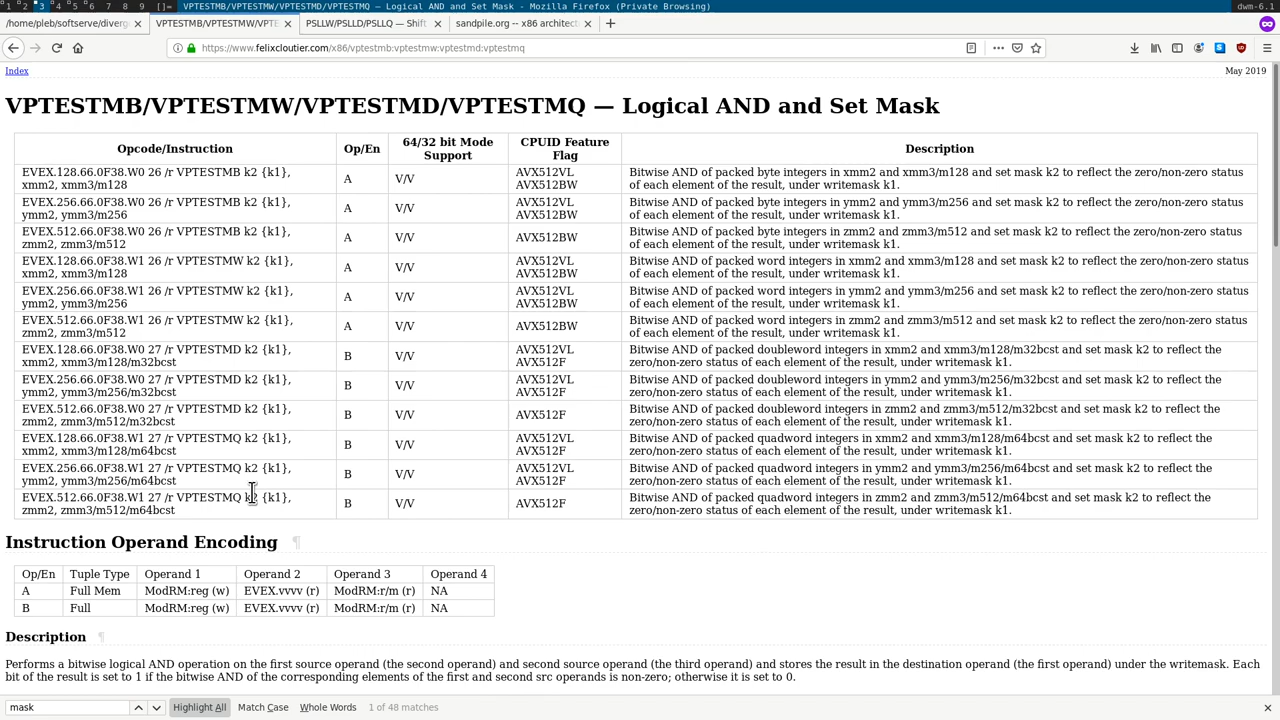 1 2 3 4 5 6 7 8 9 []= VPTESTMB/VPTESTMW/VPTESTMD/VPTESTMQ — Logical AND and Set Mask - Mozilla Firefox (Private Browsing) dwm-6.1
/home/pleb/softserve/diverg VPTESTMB/VPTESTMW/VPTE PSLLW/PSLLD/PSLLQ — Shift sandpile.org -- x86 architect
https://www.felixcloutier.com/x86/vptestmb:vptestmw:vptestmd:vptestmq
Index May 2019
VPTESTMB/VPTESTMW/VPTESTMD/VPTESTMQ — Logical AND and Set Mask
Opcode/Instruction Op/En 64/32 bit Mode Support CPUID Feature Flag Description
EVEX.128.66.0F38.W0 26 /r VPTESTMB k2 {k1}, xmm2, xmm3/m128 A V/V AVX512VL AVX512BW Bitwise AND of packed byte integers in xmm2 and xmm3/m128 and set mask k2 to reflect the zero/non-zero status of each element of the result, under writemask k1.
EVEX.256.66.0F38.W0 26 /r VPTESTMB k2 {k1}, ymm2, ymm3/m256 A V/V AVX512VL AVX512BW Bitwise AND of packed byte integers in ymm2 and ymm3/m256 and set mask k2 to reflect the zero/non-zero status of each element of the result, under writemask k1.
EVEX.512.66.0F38.W0 26 /r VPTESTMB k2 {k1}, zmm2, zmm3/m512 A V/V AVX512BW Bitwise AND of packed byte integers in zmm2 and zmm3/m512 and set mask k2 to reflect the zero/non-zero status of each element of the result, under writemask k1.
EVEX.128.66.0F38.W1 26 /r VPTESTMW k2 {k1}, xmm2, xmm3/m128 A V/V AVX512VL AVX512BW Bitwise AND of packed word integers in xmm2 and xmm3/m128 and set mask k2 to reflect the zero/non-zero status of each element of the result, under writemask k1.
EVEX.256.66.0F38.W1 26 /r VPTESTMW k2 {k1}, ymm2, ymm3/m256 A V/V AVX512VL AVX512BW Bitwise AND of packed word integers in ymm2 and ymm3/m256 and set mask k2 to reflect the zero/non-zero status of each element of the result, under writemask k1.
EVEX.512.66.0F38.W1 26 /r VPTESTMW k2 {k1}, zmm2, zmm3/m512 A V/V AVX512BW Bitwise AND of packed word integers in zmm2 and zmm3/m512 and set mask k2 to reflect the zero/non-zero status of each element of the result, under writemask k1.
EVEX.128.66.0F38.W0 27 /r VPTESTMD k2 {k1}, xmm2, xmm3/m128/m32bcst B V/V AVX512VL AVX512F Bitwise AND of packed doubleword integers in xmm2 and xmm3/m128/m32bcst and set mask k2 to reflect the zero/non-zero status of each element of the result, under writemask k1.
EVEX.256.66.0F38.W0 27 /r VPTESTMD k2 {k1}, ymm2, ymm3/m256/m32bcst B V/V AVX512VL AVX512F Bitwise AND of packed doubleword integers in ymm2 and ymm3/m256/m32bcst and set mask k2 to reflect the zero/non-zero status of each element of the result, under writemask k1.
EVEX.512.66.0F38.W0 27 /r VPTESTMD k2 {k1}, zmm2, zmm3/m512/m32bcst B V/V AVX512F Bitwise AND of packed doubleword integers in zmm2 and zmm3/m512/m32bcst and set mask k2 to reflect the zero/non-zero status of each element of the result, under writemask k1.
EVEX.128.66.0F38.W1 27 /r VPTESTMQ k2 {k1}, xmm2, xmm3/m128/m64bcst B V/V AVX512VL AVX512F Bitwise AND of packed quadword integers in xmm2 and xmm3/m128/m64bcst and set mask k2 to reflect the zero/non-zero status of each element of the result, under writemask k1.
EVEX.256.66.0F38.W1 27 /r VPTESTMQ k2 {k1}, ymm2, ymm3/m256/m64bcst B V/V AVX512VL AVX512F Bitwise AND of packed quadword integers in ymm2 and ymm3/m256/m64bcst and set mask k2 to reflect the zero/non-zero status of each element of the result, under writemask k1.
EVEX.512.66.0F38.W1 27 /r VPTESTMQ k2 {k1}, zmm2, zmm3/m512/m64bcst B V/V AVX512F Bitwise AND of packed quadword integers in zmm2 and zmm3/m512/m64bcst and set mask k2 to reflect the zero/non-zero status of each element of the result, under writemask k1.
Instruction Operand Encoding ¶
Op/En Tuple Type Operand 1 Operand 2 Operand 3 Operand 4
A Full Mem ModRM:reg (w) EVEX.vvvv (r) ModRM:r/m (r) NA
B Full ModRM:reg (w) EVEX.vvvv (r) ModRM:r/m (r) NA
Description ¶
Performs a bitwise logical AND operation on the first source operand (the second operand) and second source operand (the third operand) and stores the result in the destination operand (the first operand) under the writemask. Each
bit of the result is set to 1 if the bitwise AND of the corresponding elements of the first and second src operands is non-zero; otherwise it is set to 0.
mask Highlight All Match Case Whole Words 1 of 48 matches